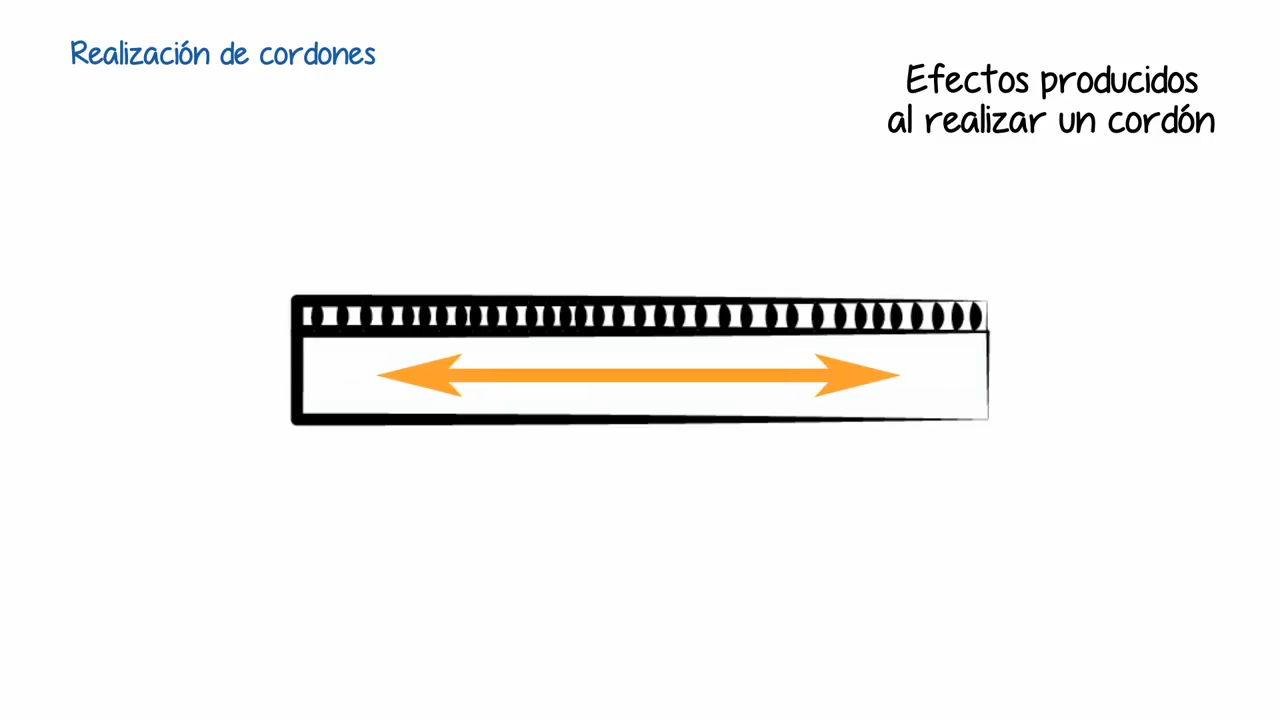 Realización de cordones
Efectos producidos
al realizar un cordón